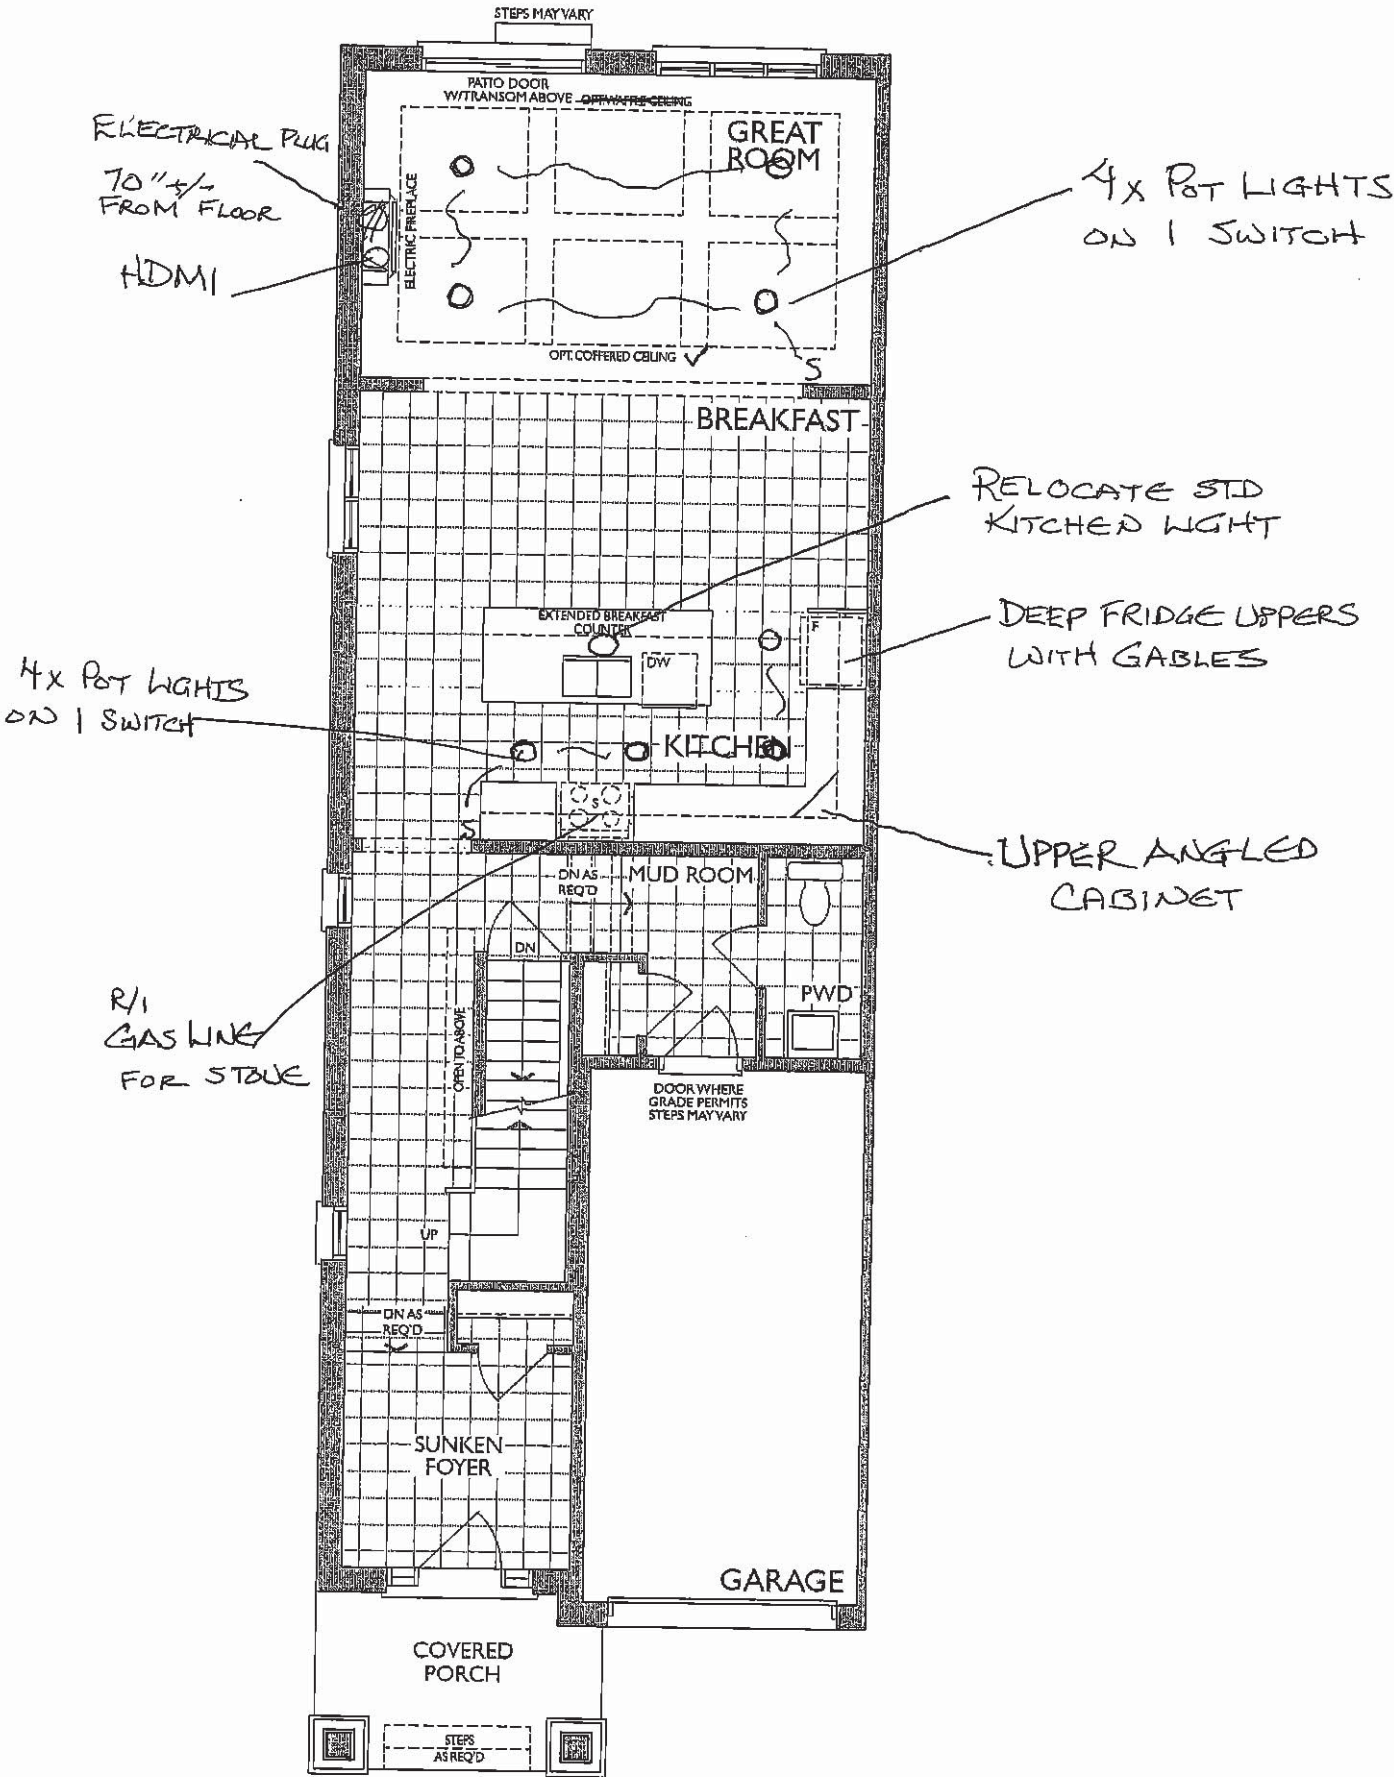 STEPS MAY VARY
PATIO DOOR
W/TRANSOM ABOVE OPT. WAFFLE CEILING
GREAT
ROOM
ELECTRICAL PLUG
70" +/-
FROM FLOOR
HDMI
ELECTRIC FIREPLACE
4x POT LIGHTS
ON 1 SWITCH
OPT. COFFERED CEILING
S
BREAKFAST
RELOCATE STD
KITCHEN LIGHT
EXTENDED BREAKFAST
COUNTER
DW
F
DEEP FRIDGE UPPERS
WITH GABLES
4x POT LIGHTS
ON 1 SWITCH
KITCHEN
S
S
UPPER ANGLED
CABINET
DN AS
REQ'D
MUD ROOM
DN
PWD
R/I
GAS LINE
FOR STOVE
OPEN TO ABOVE
DOOR WHERE
GRADE PERMITS
STEPS MAY VARY
UP
DN AS
REQ'D
SUNKEN
FOYER
GARAGE
COVERED
PORCH
STEPS
AS REQ'D